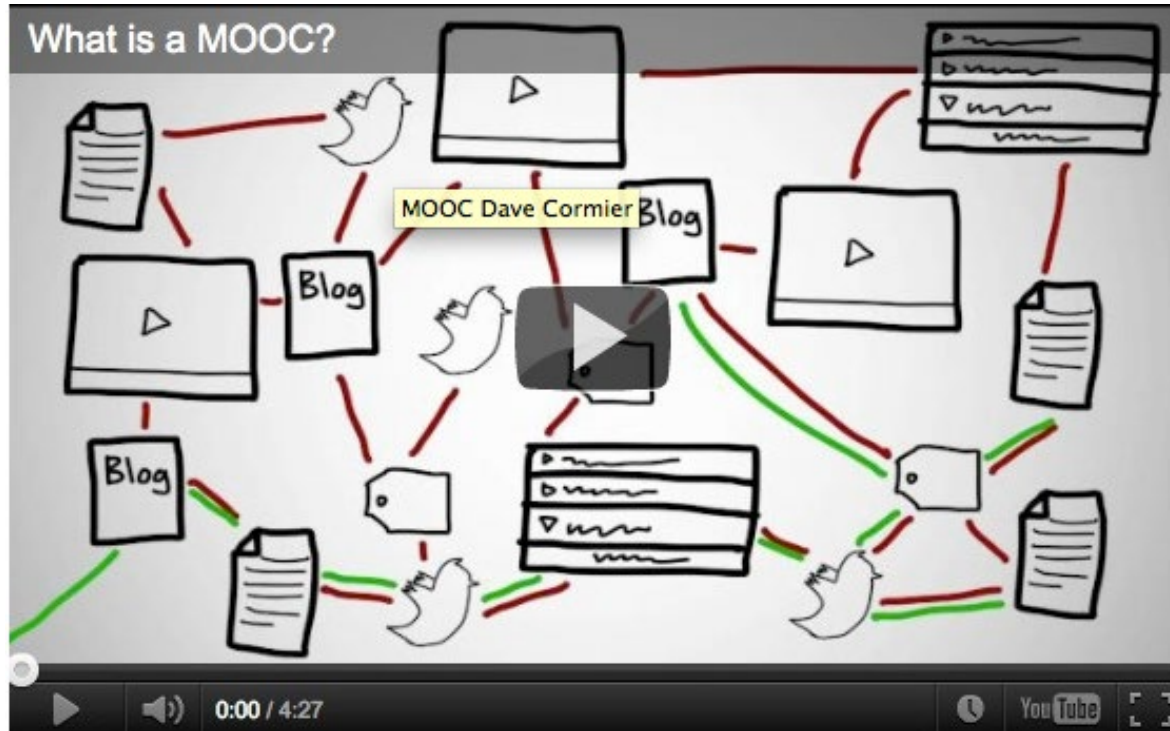 What is a MOOC?
MOOC Dave Cormier
Blog
Blog
Blog
0:00 / 4:27
YouTube